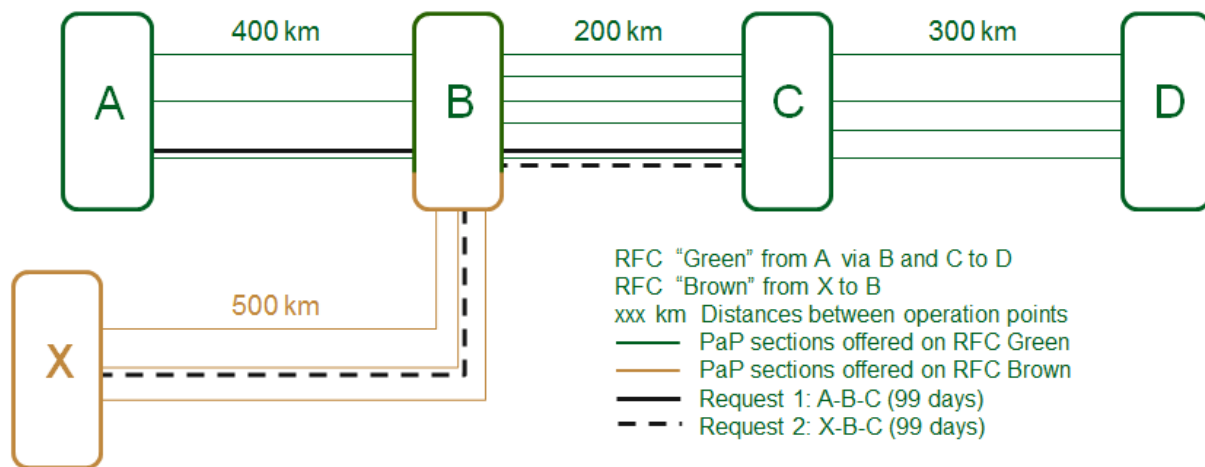 400 km
200 km
300 km
A
B
C
D
500 km
X
RFC “Green” from A via B and C to D
RFC “Brown” from X to B
xxx km Distances between operation points
PaP sections offered on RFC Green
PaP sections offered on RFC Brown
Request 1: A-B-C (99 days)
Request 2: X-B-C (99 days)